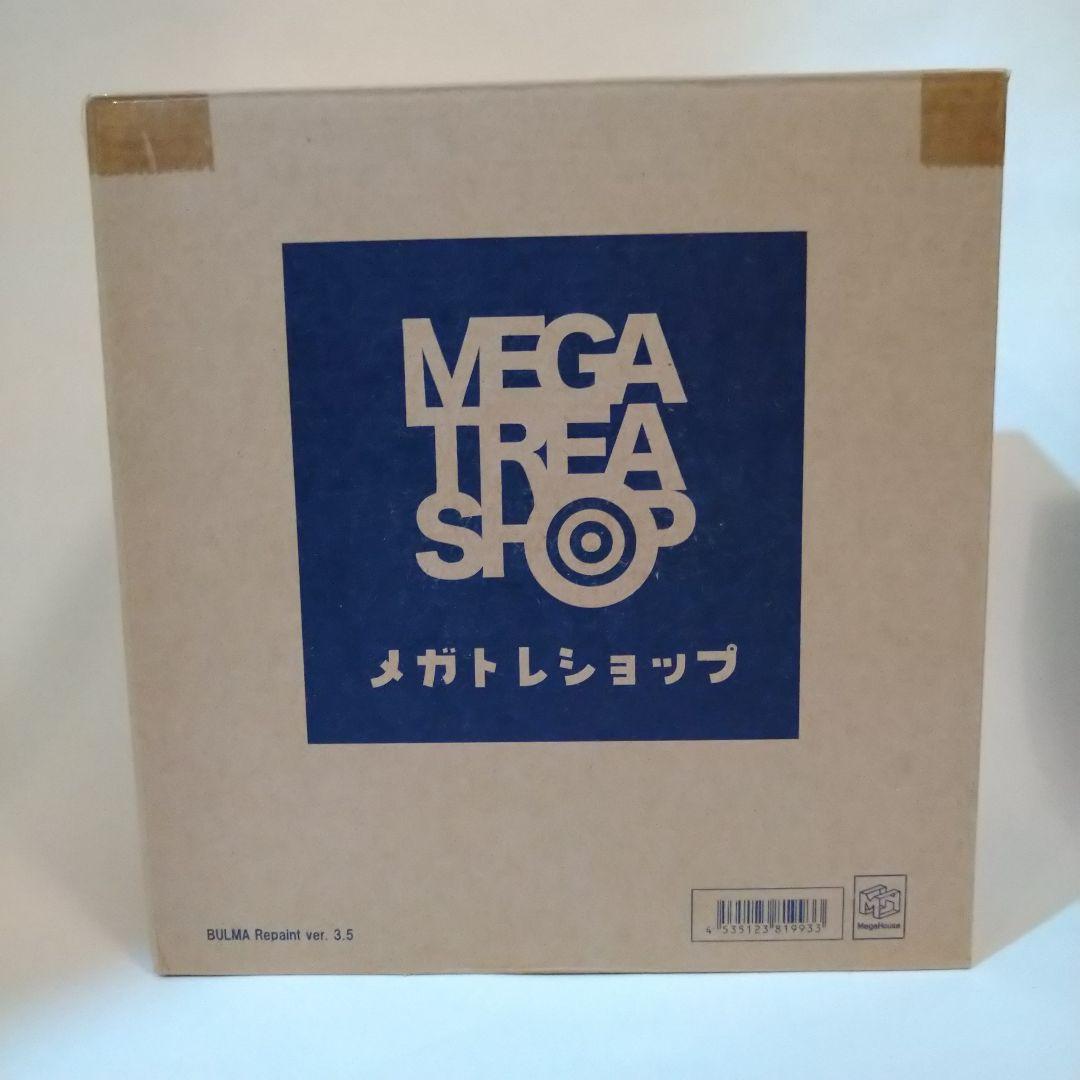 MEGA
TREA
SHOP
メガトレショップ
BULMA Repaint ver. 3.5
4 535123 819933
MegaHouse